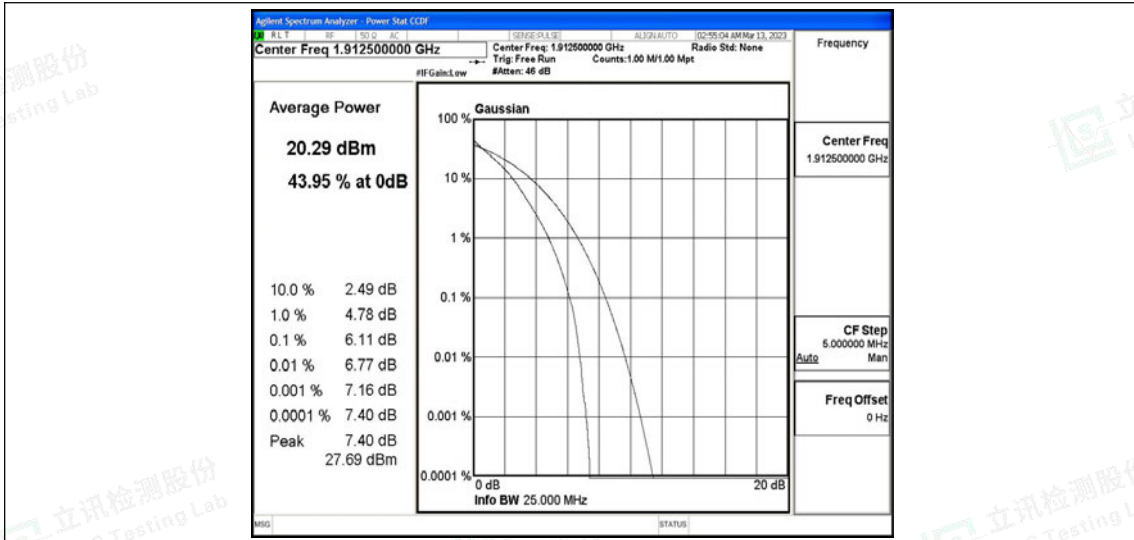 Agilent Spectrum Analyzer - Power Stat CCDF
RLT RF 50 Ω AC SENSE:PULSE ALIGNAUTO 02:55:04 AM Mar 13, 2023
Center Freq 1.912500000 GHz
Center Freq: 1.912500000 GHz Radio Std: None
Trig: Free Run Counts:1.00 M/1.00 Mpt
#IFGain:Low #Atten: 46 dB
Frequency
Average Power
20.29 dBm
43.95 % at 0dB
10.0 % 2.49 dB
1.0 % 4.78 dB
0.1 % 6.11 dB
0.01 % 6.77 dB
0.001 % 7.16 dB
0.0001 % 7.40 dB
Peak 7.40 dB
27.69 dBm
Gaussian
100 %
10 %
1 %
0.1 %
0.01 %
0.001 %
0.0001 %
0 dB 20 dB
Info BW 25.000 MHz
Center Freq
1.912500000 GHz
CF Step
5.000000 MHz
Auto Man
Freq Offset
0 Hz
MSG STATUS
测股份
esting Lab
立讯检测股份
Testing Lab
立讯检测股
Testing L